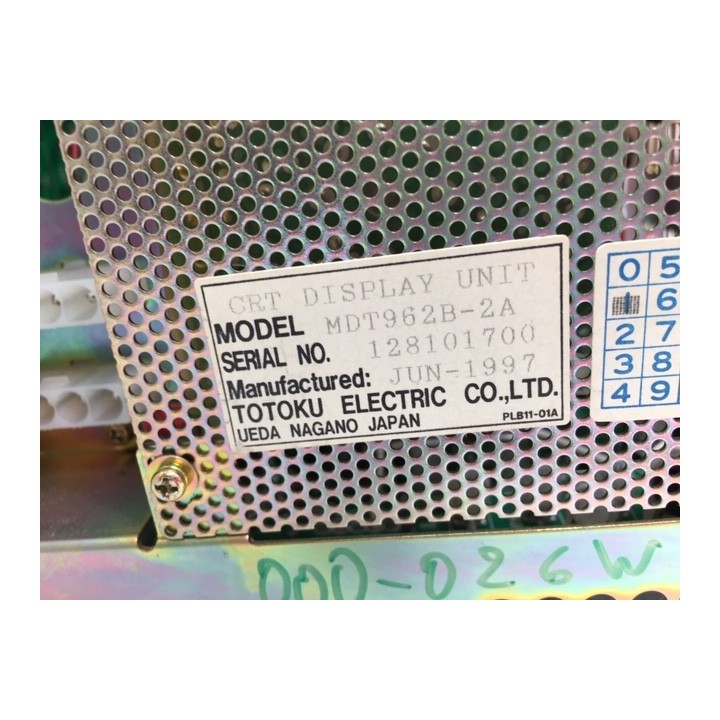 CRT DISPLAY UNIT
MODEL MDT962B-2A
SERIAL NO. 128101700
Manufactured: JUN-1997
TOTOKU ELECTRIC CO.,LTD.
UEDA NAGANO JAPAN PLB11-01A
0 5
6
2 7
3 8
4 9
000-026W